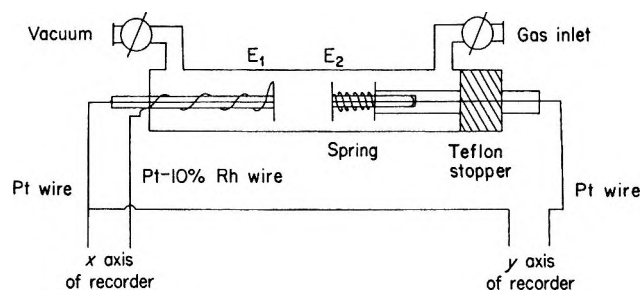 Vacuum
Gas inlet
E₁
E₂
Spring
Teflon
stopper
Pt wire
Pt–10% Rh wire
Pt wire
x axis
of recorder
y axis
of recorder